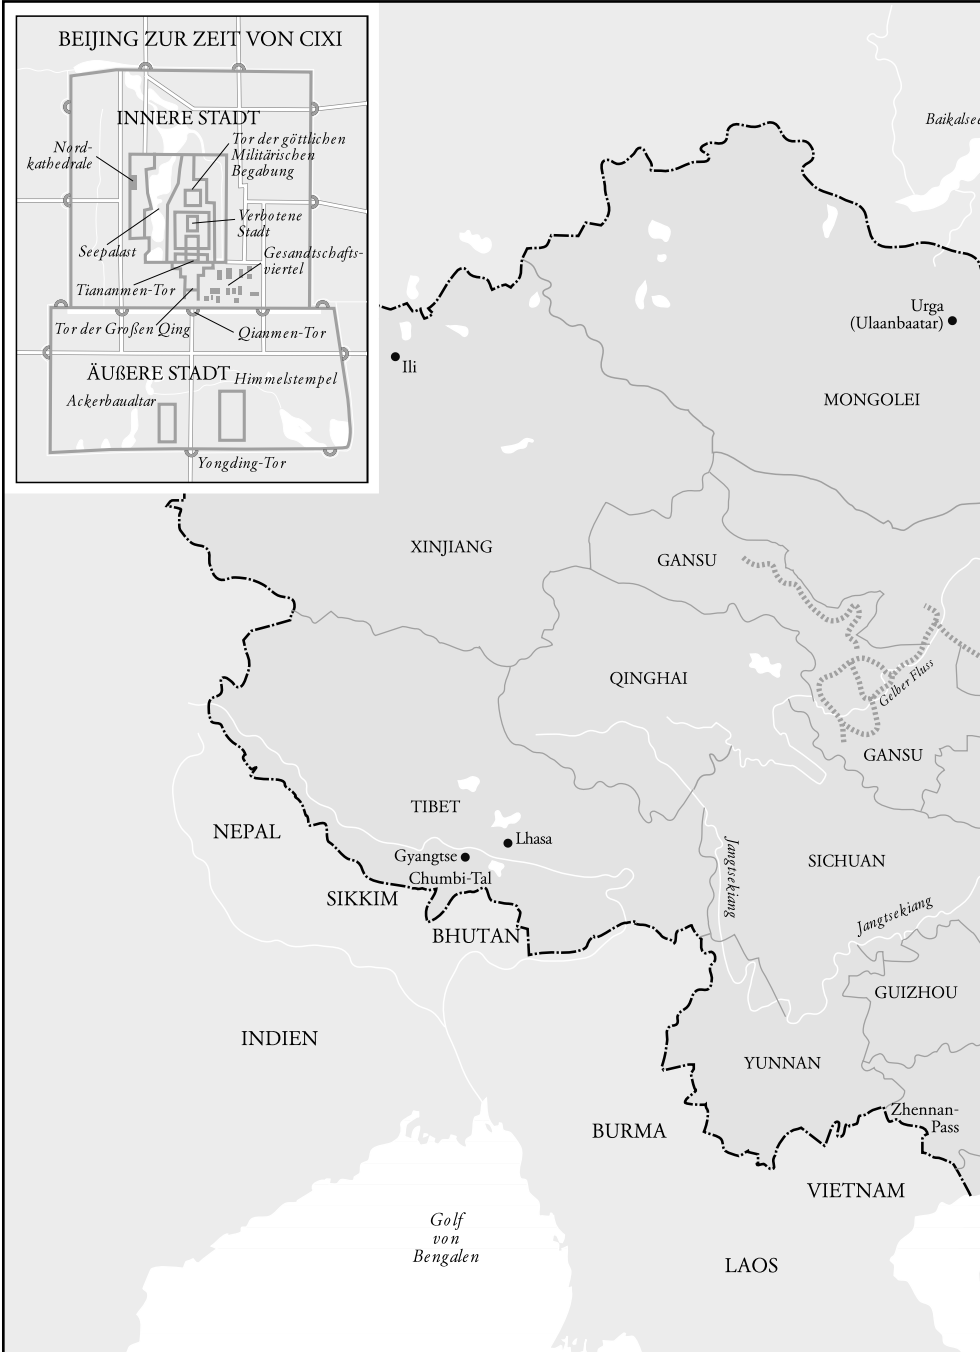 BEIJING ZUR ZEIT VON CIXI
INNERE STADT
Nord-
kathedrale
Tor der göttlichen
Militärischen
Begabung
Verbotene
Stadt
Seepalast
Gesandtschafts-
viertel
Tiananmen-Tor
Tor der Großen Qing
Qianmen-Tor
ÄUßERE STADT
Himmelstempel
Ackerbaualtar
Yongding-Tor
Baikalsee
Urga
(Ulaanbaatar)
Ili
MONGOLEI
XINJIANG
GANSU
QINGHAI
Gelber Fluss
GANSU
TIBET
NEPAL
Lhasa
Gyangtse
Chumbi-Tal
SIKKIM
BHUTAN
Jangtsekiang
SICHUAN
Jangtsekiang
GUIZHOU
INDIEN
YUNNAN
Zhennan-
Pass
BURMA
VIETNAM
Golf
von
Bengalen
LAOS